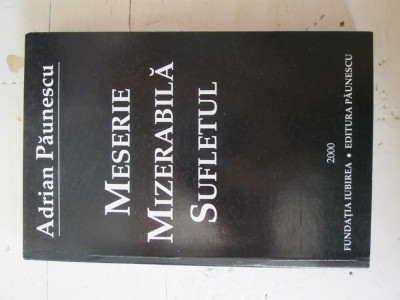 Adrian Păunescu
MESERIE
MIZERABILĂ
SUFLETUL
2000
FUNDAȚIA IUBIREA • EDITURA PĂUNESCU